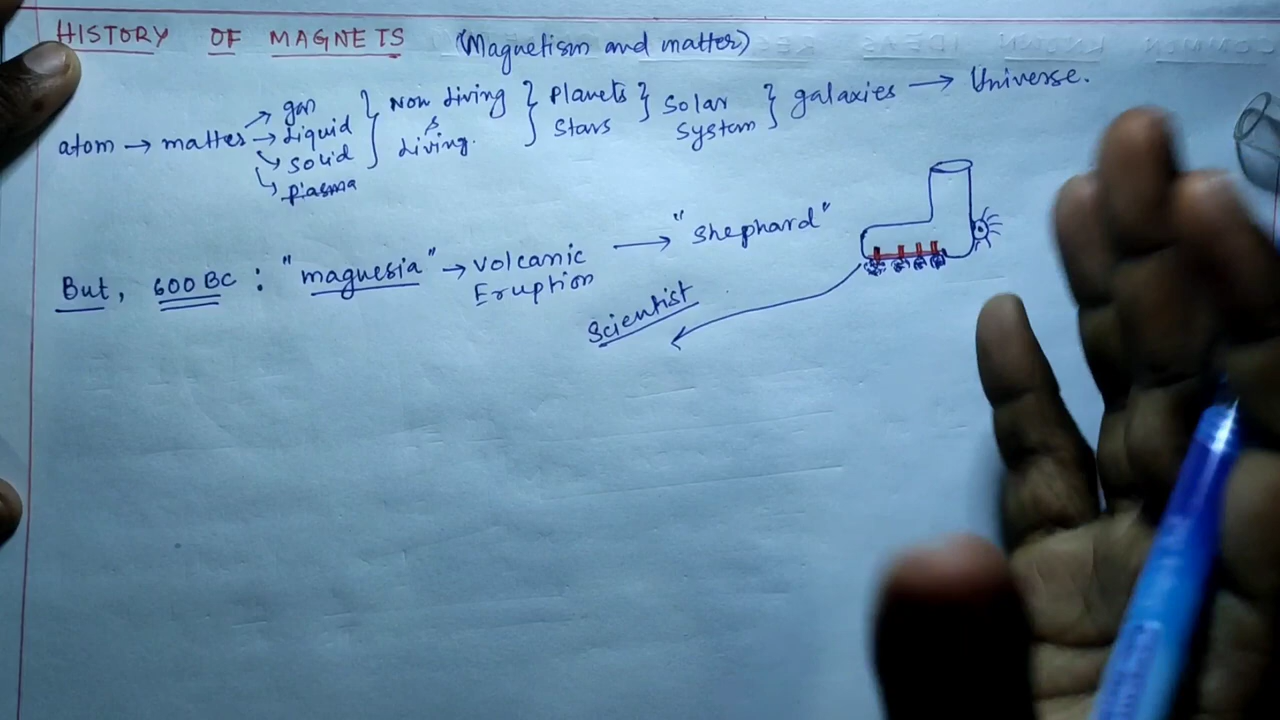 HISTORY OF MAGNETS (Magnetism and matter)
atom → matter → gas → Liquid → solid → plasma } Non living & living. } Planets Stars } Solar System } galaxies → Universe.
But, 600 BC : "magnesia" → volcanic Eruption → "shephard"
Scientist